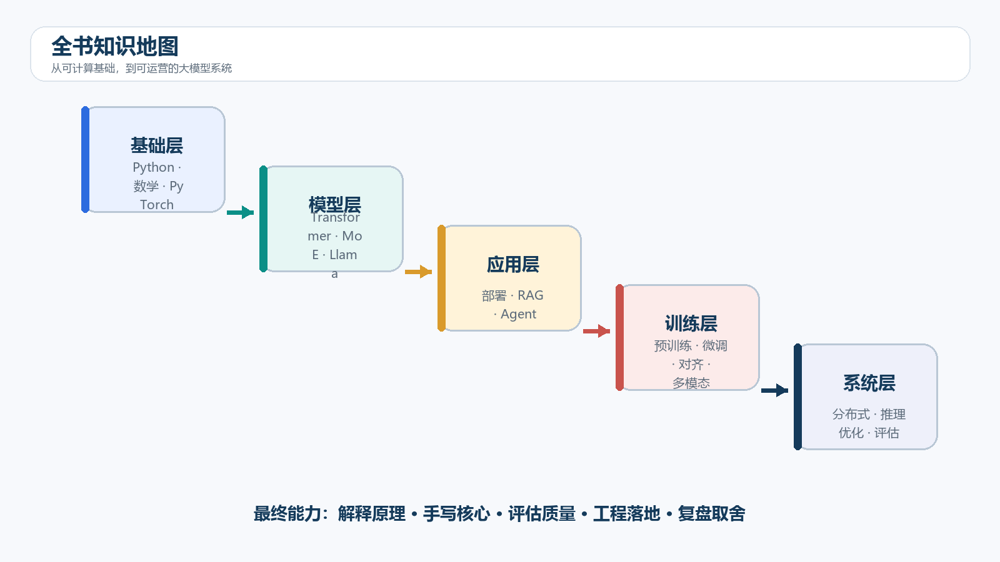 全书知识地图
从可计算基础，到可运营的大模型系统
基础层
Python ·
数学 · Py
Torch
模型层
Transfor
mer · Mo
E · Llam
a
应用层
部署 · RAG
· Agent
训练层
预训练 · 微调
· 对齐 ·
多模态
系统层
分布式 · 推理
优化 · 评估
最终能力：解释原理 • 手写核心 • 评估质量 • 工程落地 • 复盘取舍